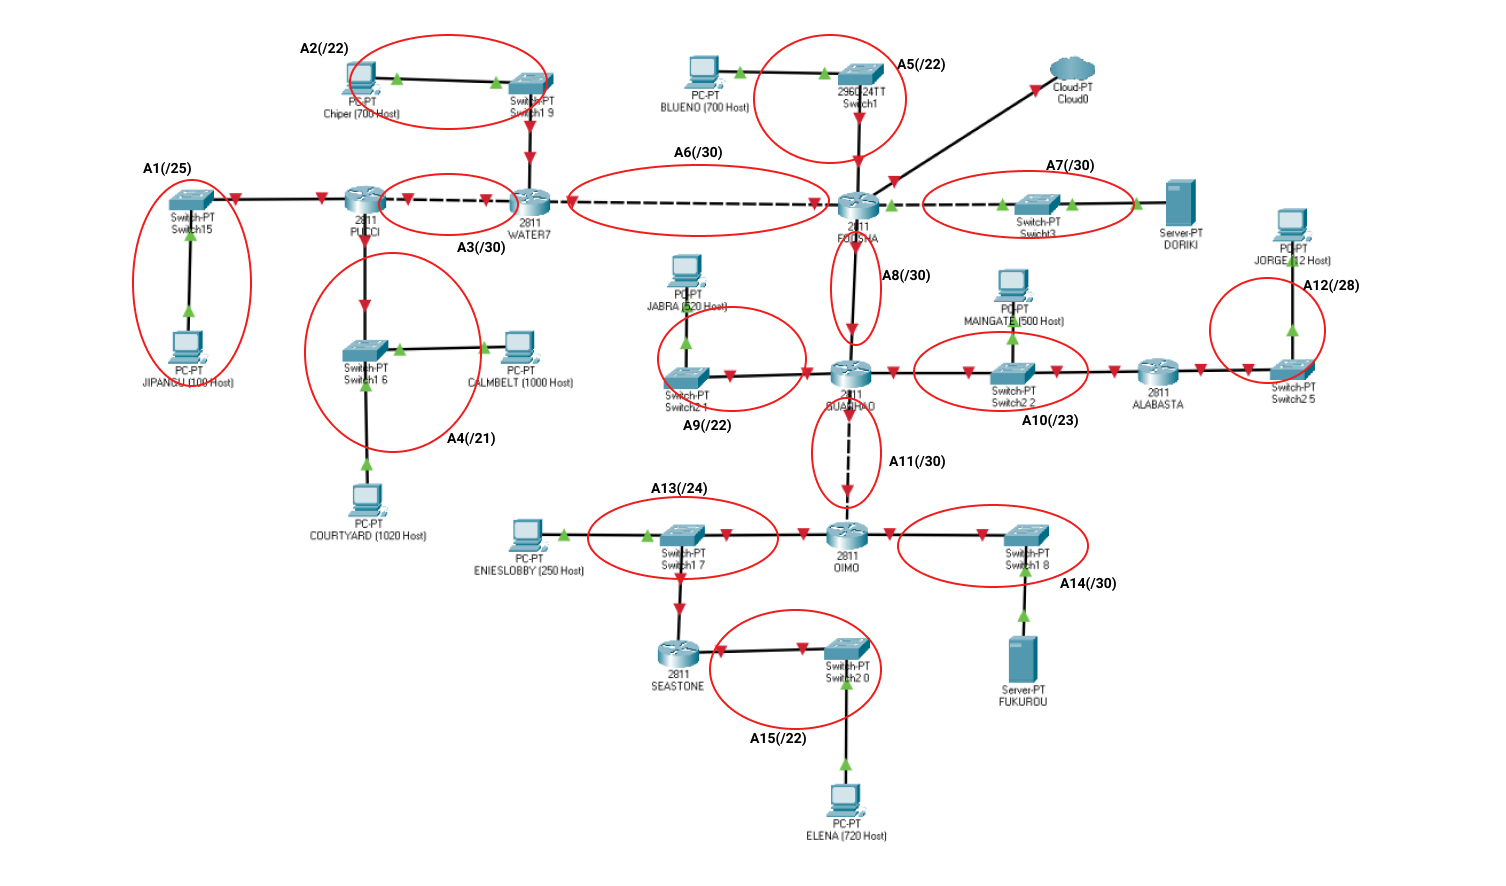 A2(/22)
PC-PT
Chiper (700 Host)
Switch-PT
Switch1 9
PC-PT
BLUENO (700 Host)
A5(/22)
2960-24TT
Switch1
Cloud-PT
Cloud0
A1(/25)
Switch-PT
Switch15
2811
PUCCI
A3(/30)
2811
WATER7
A6(/30)
2811
FOOSHA
A7(/30)
Switch-PT
Swicht3
Server-PT
DORIKI
A8(/30)
PC-PT
JABRA (520 Host)
PC-PT
MAINGATE (500 Host)
PC-PT
JORGE (12 Host)
A12(/28)
PC-PT
JIPANGU (100 Host)
Switch-PT
Switch1 6
PC-PT
CALMBELT (1000 Host)
A4(/21)
PC-PT
COURTYARD (1020 Host)
Switch-PT
Switch2 1
A9(/22)
2811
GUANHAO
Switch-PT
Switch2 2
A10(/23)
2811
ALABASTA
Switch-PT
Switch2 5
A11(/30)
A13(/24)
PC-PT
ENIESLOBBY (250 Host)
Switch-PT
Switch1 7
2811
OIMO
Switch-PT
Switch1 8
A14(/30)
2811
SEASTONE
Switch-PT
Switch2 0
Server-PT
FUKUROU
A15(/22)
PC-PT
ELENA (720 Host)